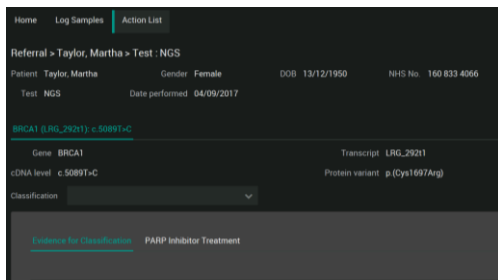 Home Log Samples Action List
Referral > Taylor, Martha > Test : NGS
Patient Taylor, Martha Gender Female DOB 13/12/1950 NHS No. 160 833 4066
Test NGS Date performed 04/09/2017
BRCA1 (LRG_292t1): c.5089T>C
Gene BRCA1 Transcript LRG_292t1
cDNA level c.5089T>C Protein variant p.(Cys1697Arg)
Classification
Evidence for Classification PARP Inhibitor Treatment